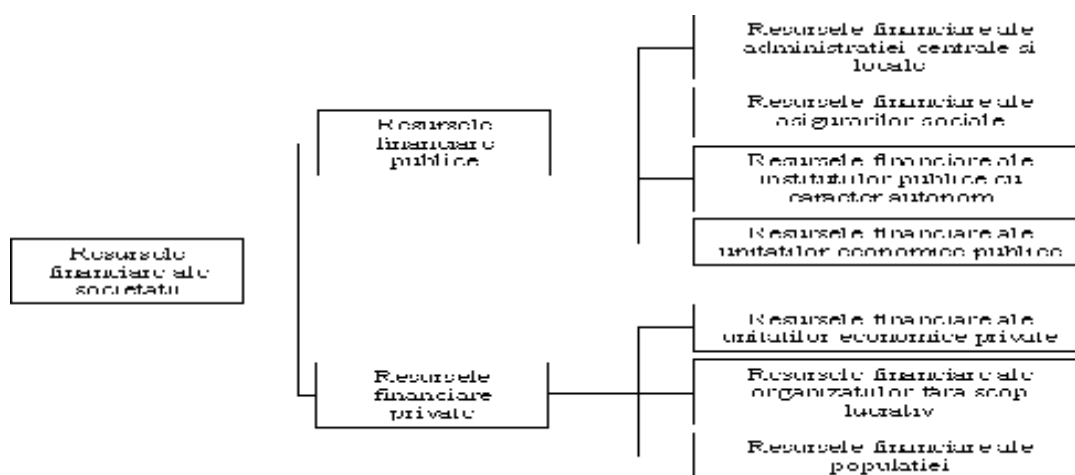 Resursele
financiare ale
societatii
Resursele
financiare
publice
Resursele
financiare
private
Resursele financiare ale
administratiei centrale si
locale
Resursele financiare ale
asigurarilor sociale
Resursele financiare ale
institutiilor publice cu
caracter autonom
Resursele financiare ale
unitatilor economice publice
Resursele financiare ale
unitatilor economice private
Resursele financiare ale
organizatiilor fara scop
lucrativ
Resursele financiare ale
populatiei